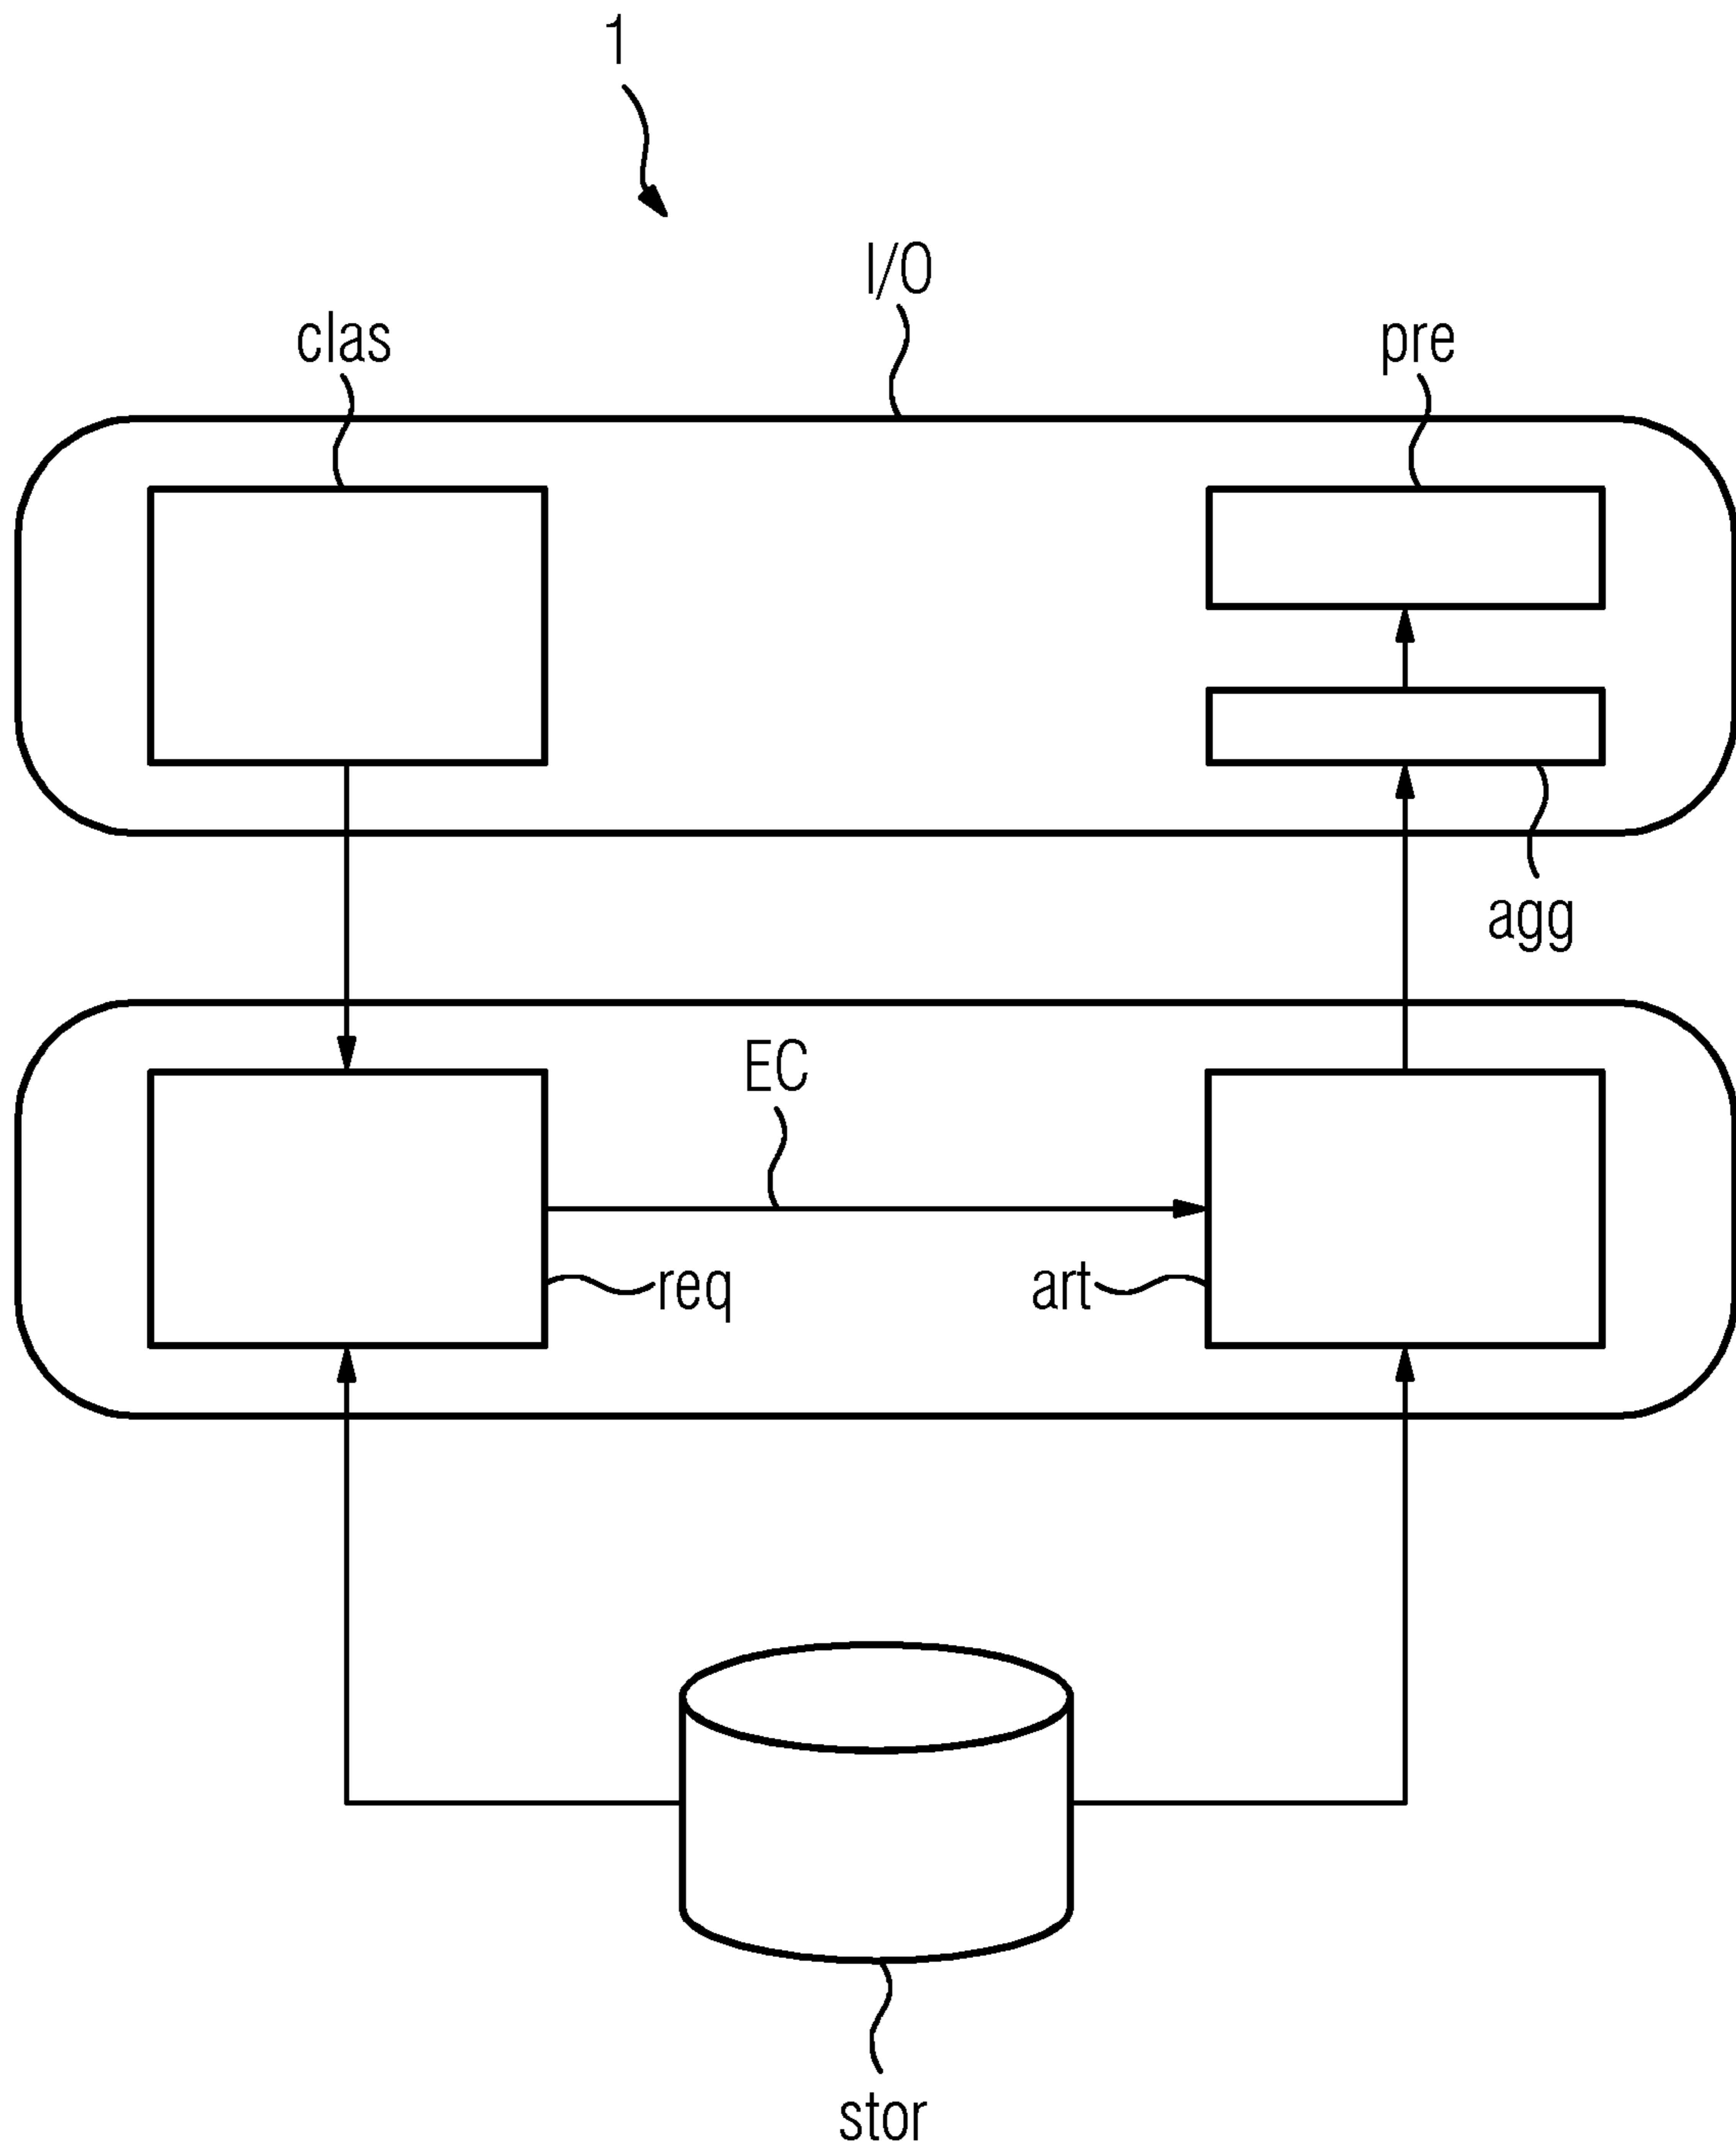 1
I/O
clas
pre
agg
EC
req
art
stor